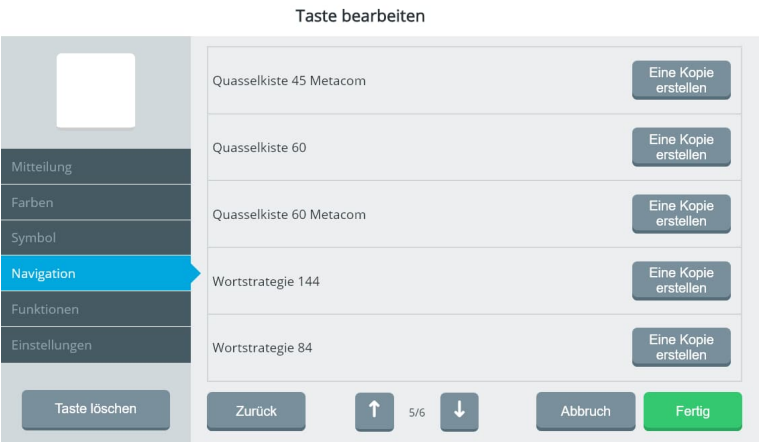 Taste bearbeiten
Mitteilung
Farben
Symbol
Navigation
Funktionen
Einstellungen
Taste löschen
Quasselkiste 45 Metacom
Eine Kopie
erstellen
Quasselkiste 60
Eine Kopie
erstellen
Quasselkiste 60 Metacom
Eine Kopie
erstellen
Wortstrategie 144
Eine Kopie
erstellen
Wortstrategie 84
Eine Kopie
erstellen
Zurück
5/6
Abbruch
Fertig